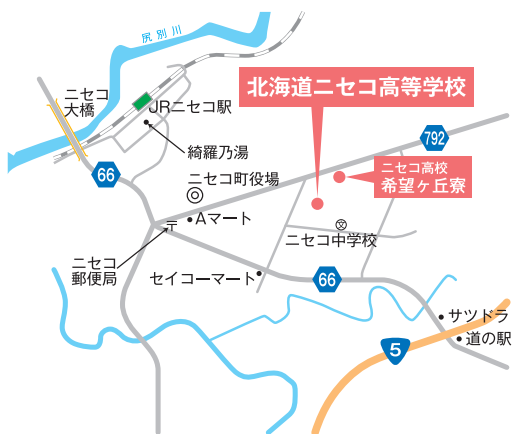 尻別川
北海道ニセコ高等学校
ニセコ
大橋
JRニセコ駅
792
綺羅乃湯
ニセコ高校
希望ヶ丘寮
66
ニセコ町役場
Aマート
〒
文
ニセコ中学校
ニセコ
郵便局
セイコーマート
66
サツドラ
道の駅
5